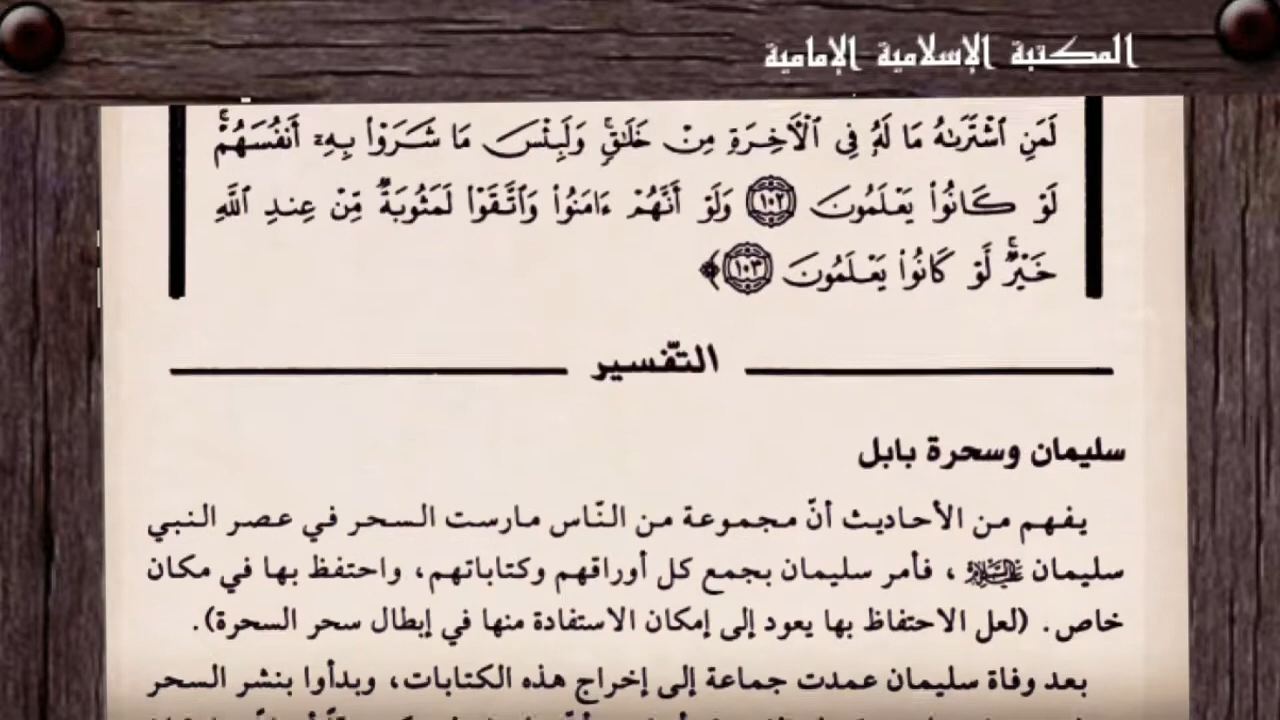 المكتبة الإسلامية الإمامية
لَمَنِ ٱشْتَرَىٰهُ مَا لَهُۥ فِى ٱلْـَٔاخِرَةِ مِنْ خَلَـٰقٍۢ ۚ وَلَبِئْسَ مَا شَرَوْا۟ بِهِۦٓ أَنفُسَهُمْ ۚ
لَوْ كَانُوا۟ يَعْلَمُونَ ١٠٢ وَلَوْ أَنَّهُمْ ءَامَنُوا۟ وَٱتَّقَوْا۟ لَمَثُوبَةٌۭ مِّنْ عِندِ ٱللَّهِ
خَيْرٌۭ ۖ لَّوْ كَانُوا۟ يَعْلَمُونَ ١٠٣﴾
التّفسير
سليمان وسحرة بابل
يفهم من الأحاديث أنّ مجموعة من النّاس مارست السحر في عصر النبي
سليمان عليه السلام ، فأمر سليمان بجمع كل أوراقهم وكتاباتهم، واحتفظ بها في مكان
خاص. (لعل الاحتفاظ بها يعود إلى إمكان الاستفادة منها في إبطال سحر السحرة).
بعد وفاة سليمان عمدت جماعة إلى إخراج هذه الكتابات، وبدأوا بنشر السحر